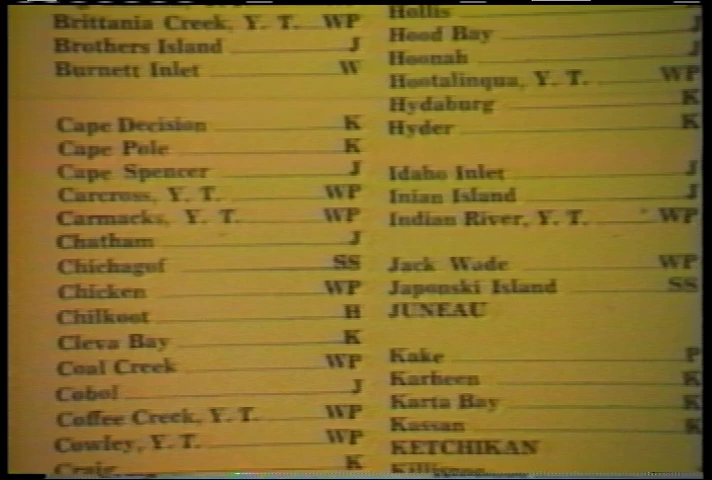 Brittania Creek, Y. T. WP
Brothers Island J
Burnett Inlet W
Cape Decision K
Cape Pole K
Cape Spencer J
Carcross, Y. T. WP
Carmacks, Y. T. WP
Chatham J
Chichagof SS
Chicken WP
Chilkoot H
Cleva Bay K
Coal Creek WP
Cobol J
Coffee Creek, Y. T. WP
Cowley, Y. T. WP
Craig K
Hollis
Hood Bay J
Hoonah J
Hootalinqua, Y. T. WP
Hydaburg K
Hyder K
Idaho Inlet J
Inian Island J
Indian River, Y. T. WP
Jack Wade WP
Japonski Island SS
JUNEAU
Kake P
Karheen K
Karta Bay K
Kassan K
KETCHIKAN